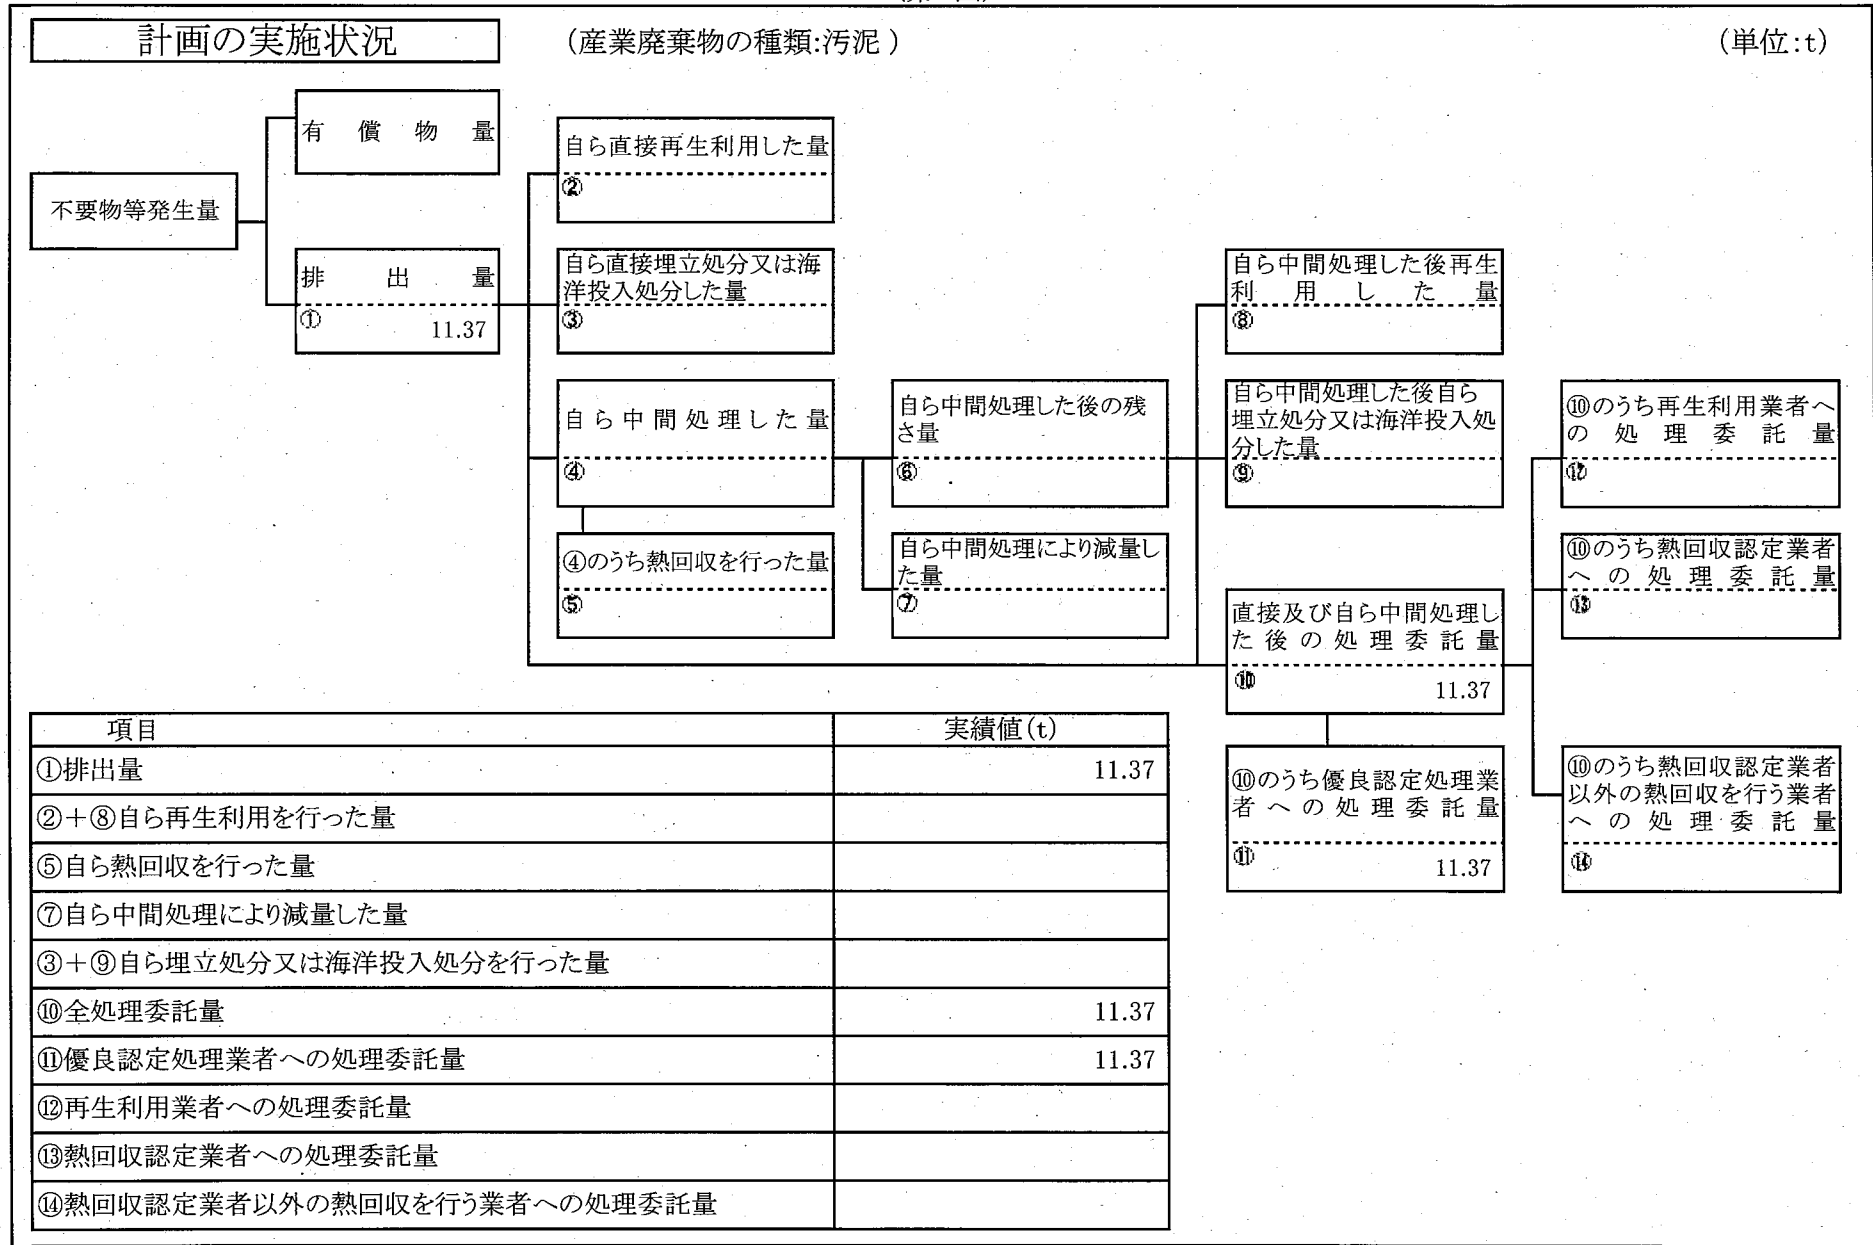 計画の実施状況
（産業廃棄物の種類:汚泥 ）
（単位:t）
不要物等発生量
有償物量
排出量
①
11.37
自ら直接再生利用した量
②
自ら直接埋立処分又は海
洋投入処分した量
③
自ら中間処理した量
④
④のうち熱回収を行った量
⑤
自ら中間処理した後の残
さ量
⑥
自ら中間処理により減量し
た量
⑦
自ら中間処理した後再生
利用した量
⑧
自ら中間処理した後自ら
埋立処分又は海洋投入処
分した量
⑨
直接及び自ら中間処理し
た後の処理委託量
⑩
11.37
⑩のうち優良認定処理業
者への処理委託量
⑪
11.37
⑩のうち再生利用業者へ
の処理委託量
⑫
⑩のうち熱回収認定業者
への処理委託量
⑬
⑩のうち熱回収認定業者
以外の熱回収を行う業者
への処理委託量
⑭
項目 実績値(t)
①排出量 11.37
②＋⑧自ら再生利用を行った量
⑤自ら熱回収を行った量
⑦自ら中間処理により減量した量
③＋⑨自ら埋立処分又は海洋投入処分を行った量
⑩全処理委託量 11.37
⑪優良認定処理業者への処理委託量 11.37
⑫再生利用業者への処理委託量
⑬熱回収認定業者への処理委託量
⑭熱回収認定業者以外の熱回収を行う業者への処理委託量